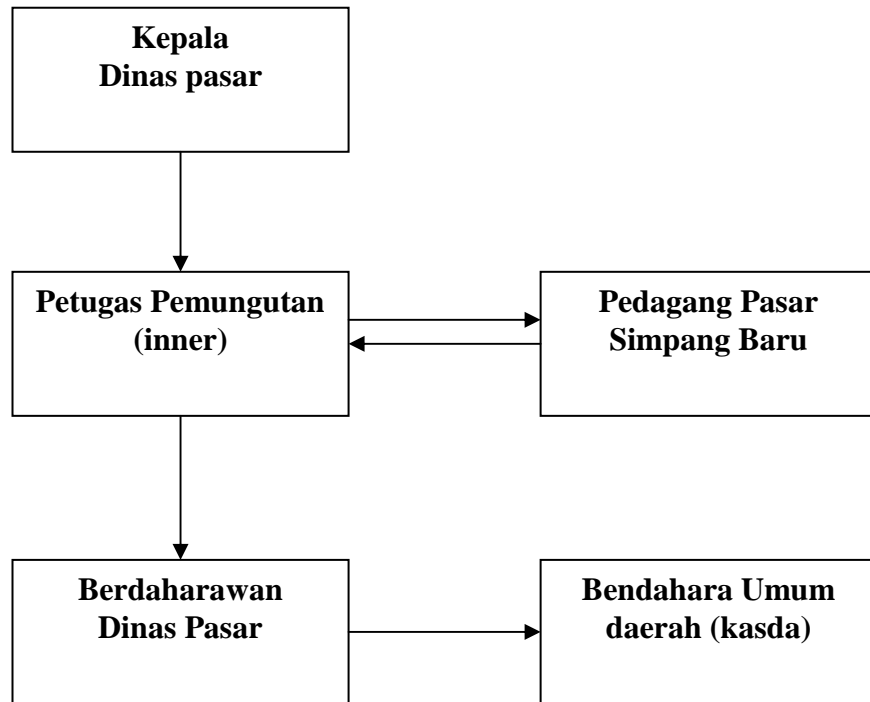 Kepala
Dinas pasar
Petugas Pemungutan
(inner)
Pedagang Pasar
Simpang Baru
Berdaharawan
Dinas Pasar
Bendahara Umum
daerah (kasda)